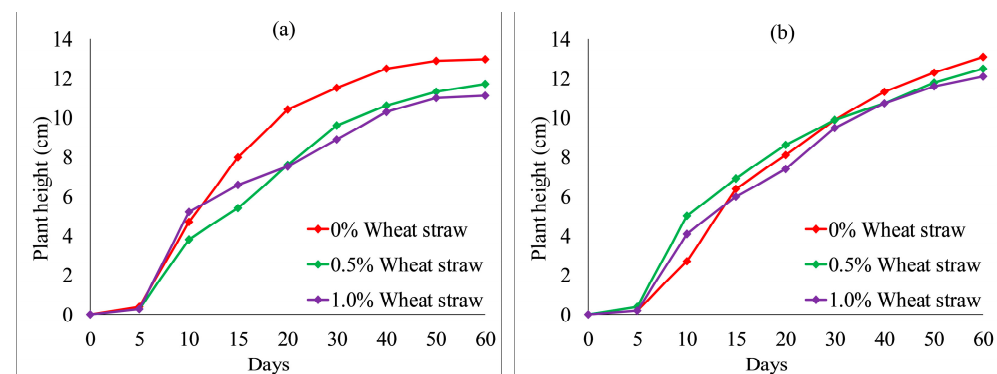 (a)
14
12
10
8
6
4
2
0
Plant height (cm)
0% Wheat straw
0.5% Wheat straw
1.0% Wheat straw
0 5 10 15 20 30 40 50 60
Days
(b)
14
12
10
8
6
4
2
0
Plant height (cm)
0% Wheat straw
0.5% Wheat straw
1.0% Wheat straw
0 5 10 15 20 30 40 50 60
Days